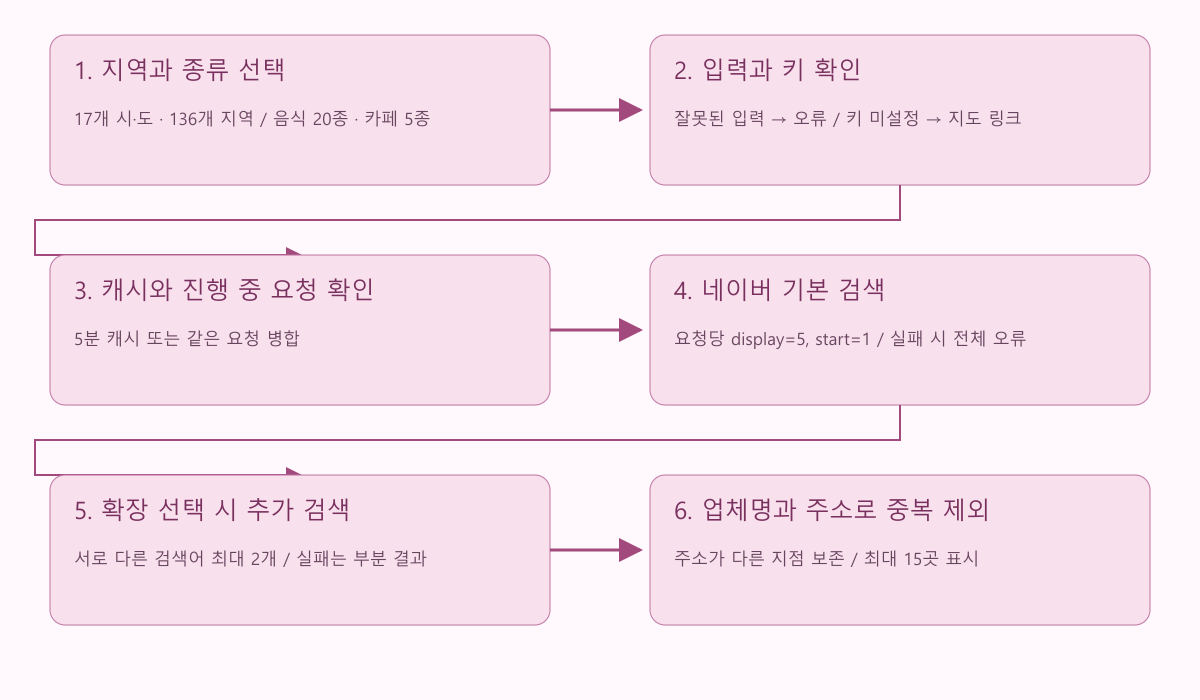 1. 지역과 종류 선택
17개 시·도 · 136개 지역 / 음식 20종 · 카페 5종
2. 입력과 키 확인
잘못된 입력 → 오류 / 키 미설정 → 지도 링크
3. 캐시와 진행 중 요청 확인
5분 캐시 또는 같은 요청 병합
4. 네이버 기본 검색
요청당 display=5, start=1 / 실패 시 전체 오류
5. 확장 선택 시 추가 검색
서로 다른 검색어 최대 2개 / 실패는 부분 결과
6. 업체명과 주소로 중복 제외
주소가 다른 지점 보존 / 최대 15곳 표시